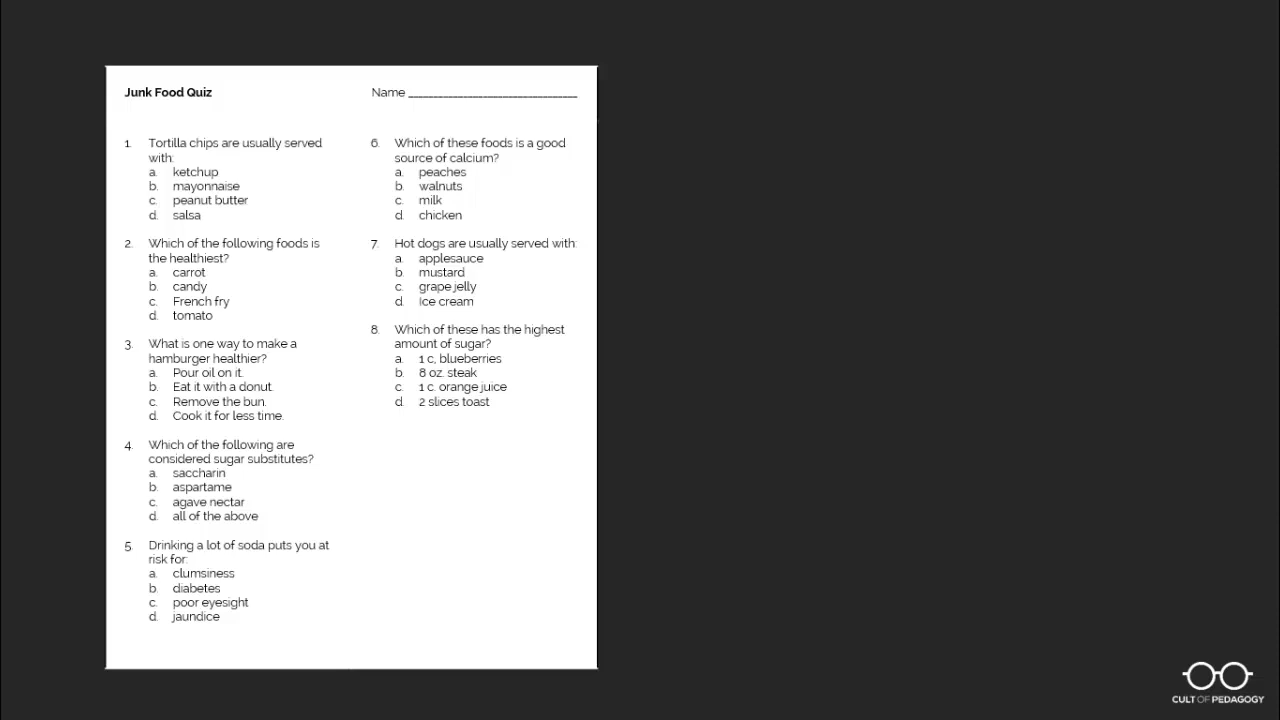 Junk Food Quiz
Name ________________________________
1. Tortilla chips are usually served
with:
a. ketchup
b. mayonnaise
c. peanut butter
d. salsa
2. Which of the following foods is
the healthiest?
a. carrot
b. candy
c. French fry
d. tomato
3. What is one way to make a
hamburger healthier?
a. Pour oil on it.
b. Eat it with a donut.
c. Remove the bun.
d. Cook it for less time.
4. Which of the following are
considered sugar substitutes?
a. saccharin
b. aspartame
c. agave nectar
d. all of the above
5. Drinking a lot of soda puts you at
risk for:
a. clumsiness
b. diabetes
c. poor eyesight
d. jaundice
6. Which of these foods is a good
source of calcium?
a. peaches
b. walnuts
c. milk
d. chicken
7. Hot dogs are usually served with:
a. applesauce
b. mustard
c. grape jelly
d. Ice cream
8. Which of these has the highest
amount of sugar?
a. 1 c, blueberries
b. 8 oz. steak
c. 1 c. orange juice
d. 2 slices toast
CULT OF PEDAGOGY